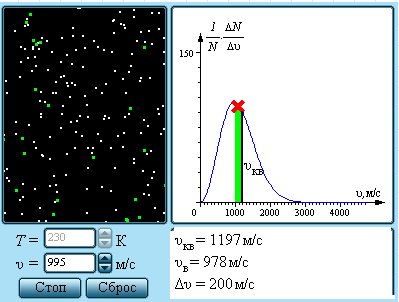 1/N · ΔN/Δυ
150
υкв
υ,м/с
0 1000 2000 3000 4000
T = 230 К
υ = 995 м/с
Стоп Сброс
υкв = 1197 м/с
υв = 978 м/с
Δυ = 200 м/с